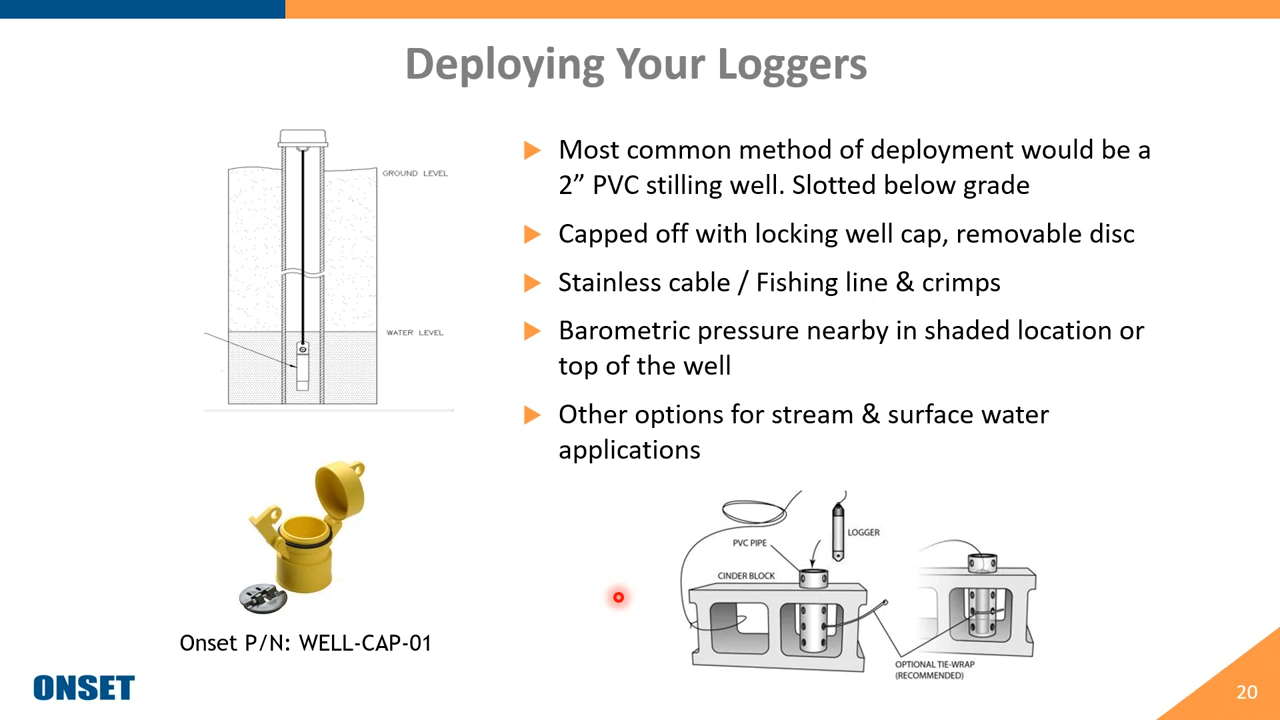 Deploying Your Loggers
GROUND LEVEL
WATER LEVEL
Most common method of deployment would be a
2” PVC stilling well. Slotted below grade
Capped off with locking well cap, removable disc
Stainless cable / Fishing line & crimps
Barometric pressure nearby in shaded location or
top of the well
Other options for stream & surface water
applications
LOGGER
PVC PIPE
CINDER BLOCK
OPTIONAL TIE-WRAP
(RECOMMENDED)
Onset P/N: WELL-CAP-01
ONSET
20